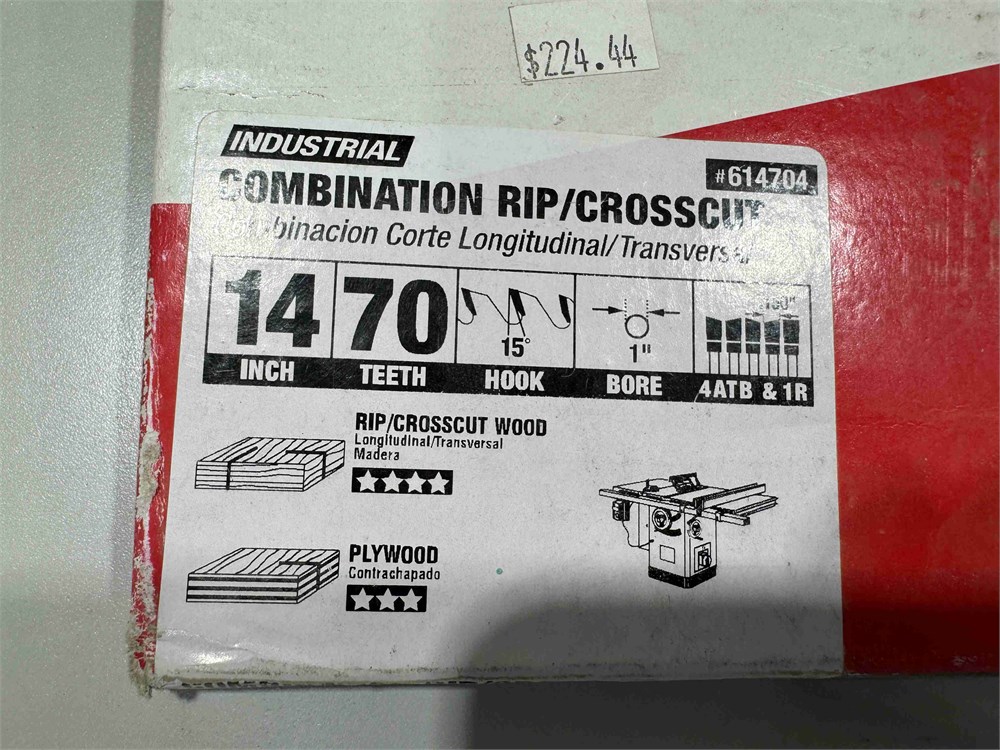 $224.44
INDUSTRIAL
#614704
COMBINATION RIP/CROSSCUT
Corte Longitudinal/Transversal
14 INCH
70 TEETH
15° HOOK
1" BORE
4ATB & 1R
RIP/CROSSCUT WOOD
Longitudinal/Transversal
Madera
PLYWOOD
Contrachapado